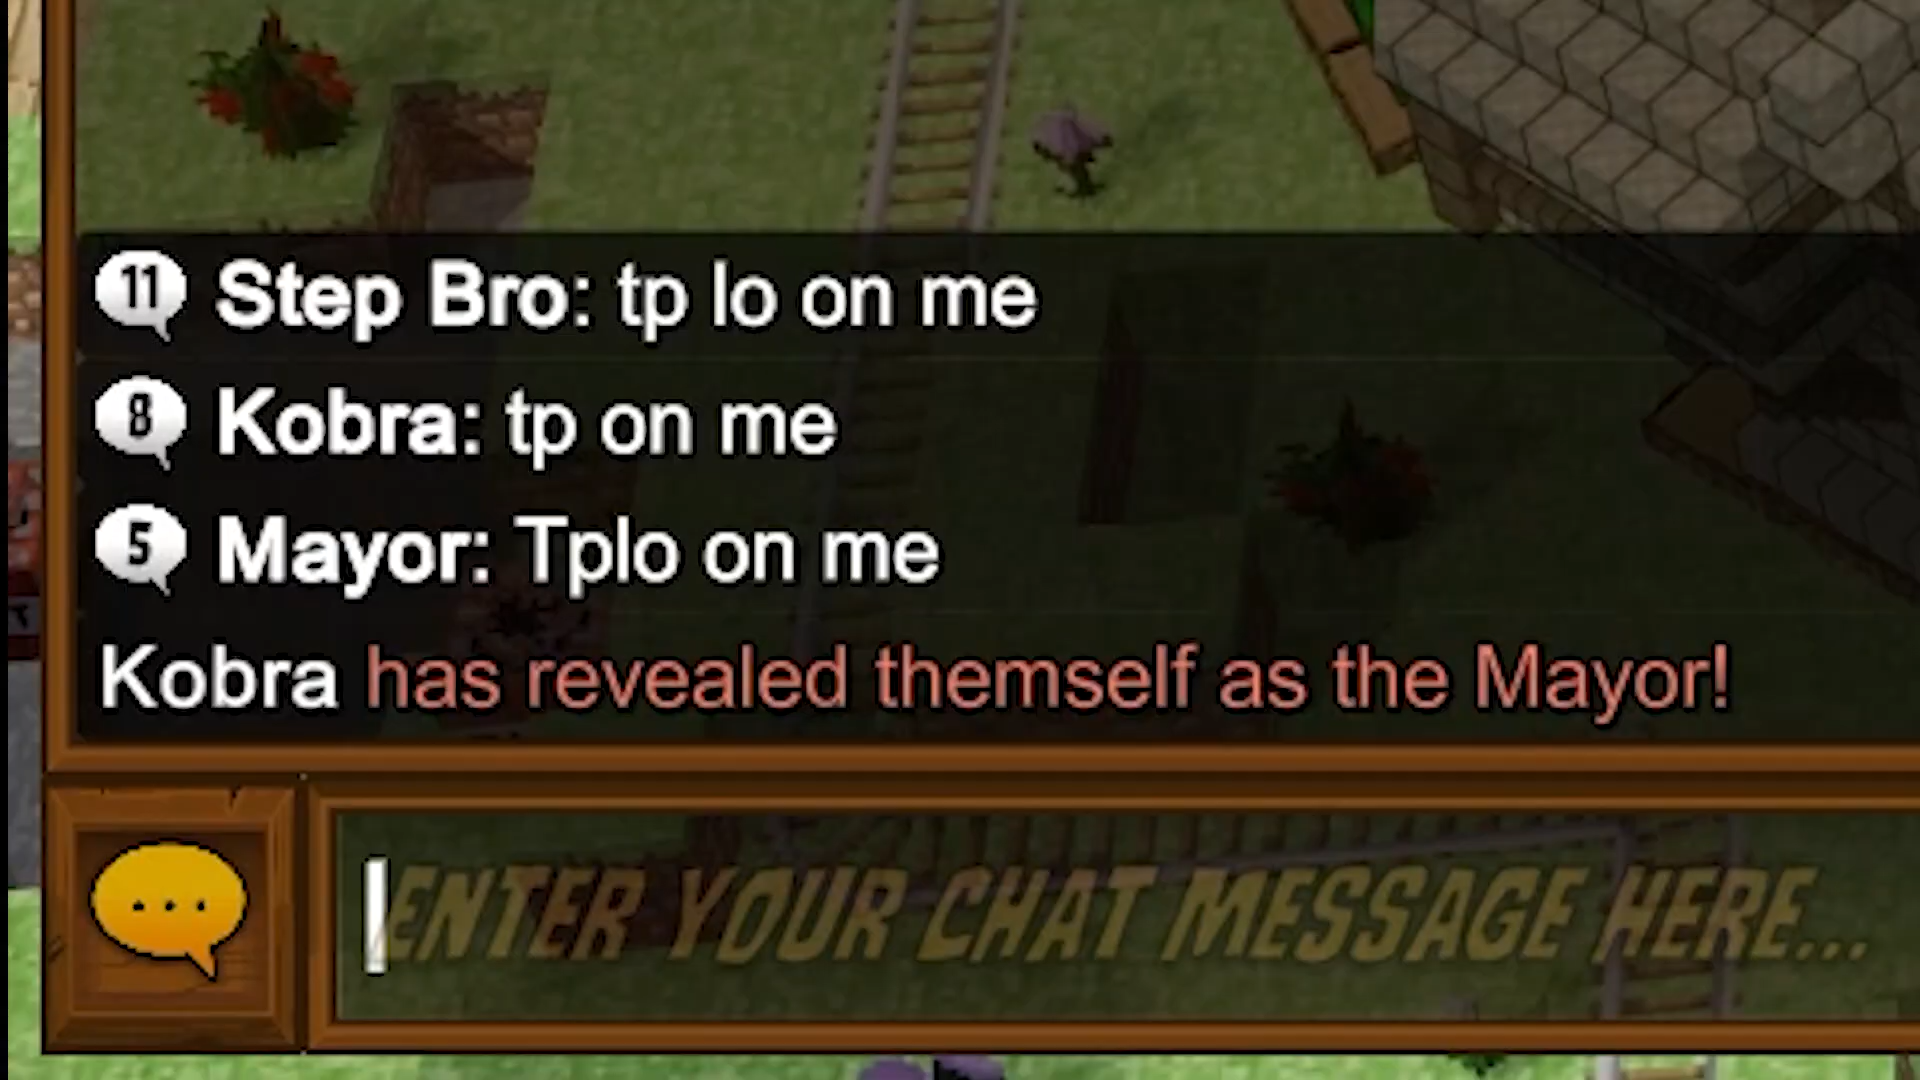 11 Step Bro: tp lo on me
8 Kobra: tp on me
5 Mayor: Tplo on me
Kobra has revealed themself as the Mayor!
ENTER YOUR CHAT MESSAGE HERE...